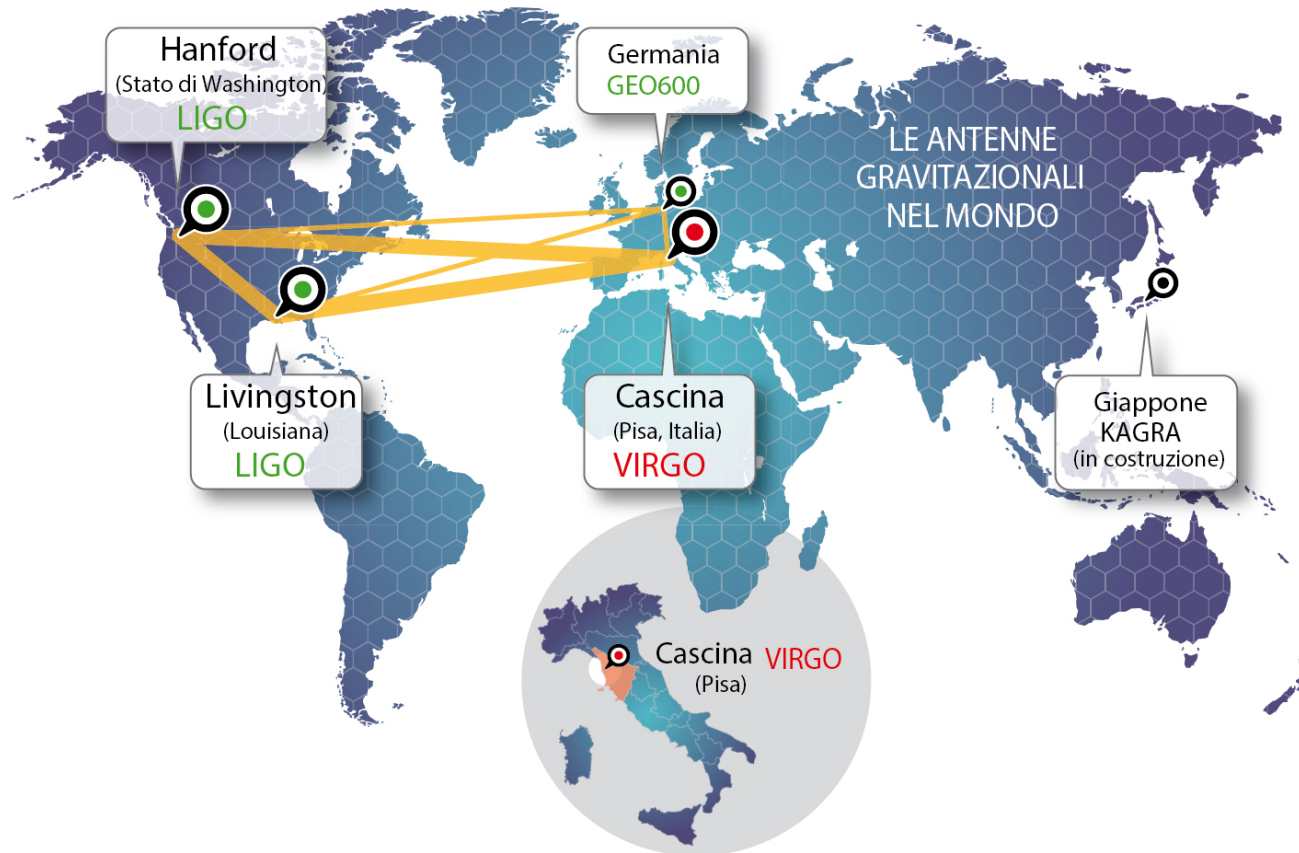 Hanford
(Stato di Washington)
LIGO
Germania
GEO600
LE ANTENNE
GRAVITAZIONALI
NEL MONDO
Livingston
(Louisiana)
LIGO
Cascina
(Pisa, Italia)
VIRGO
Giappone
KAGRA
(in costruzione)
Cascina VIRGO
(Pisa)